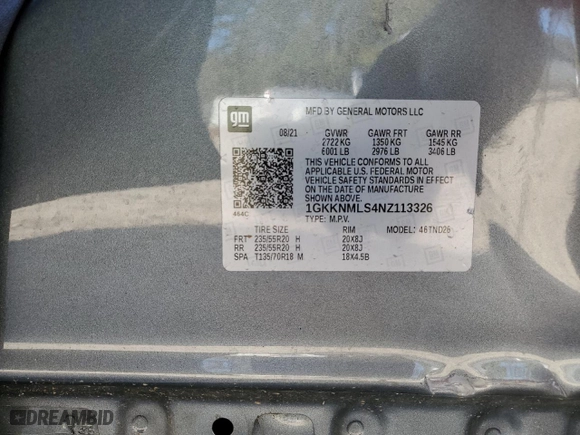 gm
MFD BY GENERAL MOTORS LLC
08/21 GVWR GAWR FRT GAWR RR
2722 KG 1350 KG 1545 KG
6001 LB 2976 LB 3406 LB
THIS VEHICLE CONFORMS TO ALL
APPLICABLE U.S. FEDERAL MOTOR
VEHICLE SAFETY STANDARDS IN EFFECT
ON THE DATE OF MANUFACTURE
SHOWN ABOVE.
464C 1GKKNMLS4NZ113326
TYPE: M.P.V. MODEL: 46TND26
TIRE SIZE RIM
FRT 235/55R20 H 20X8J
RR 235/55R20 H 20X8J
SPA T135/70R18 M 18X4.5B
DREAMBID